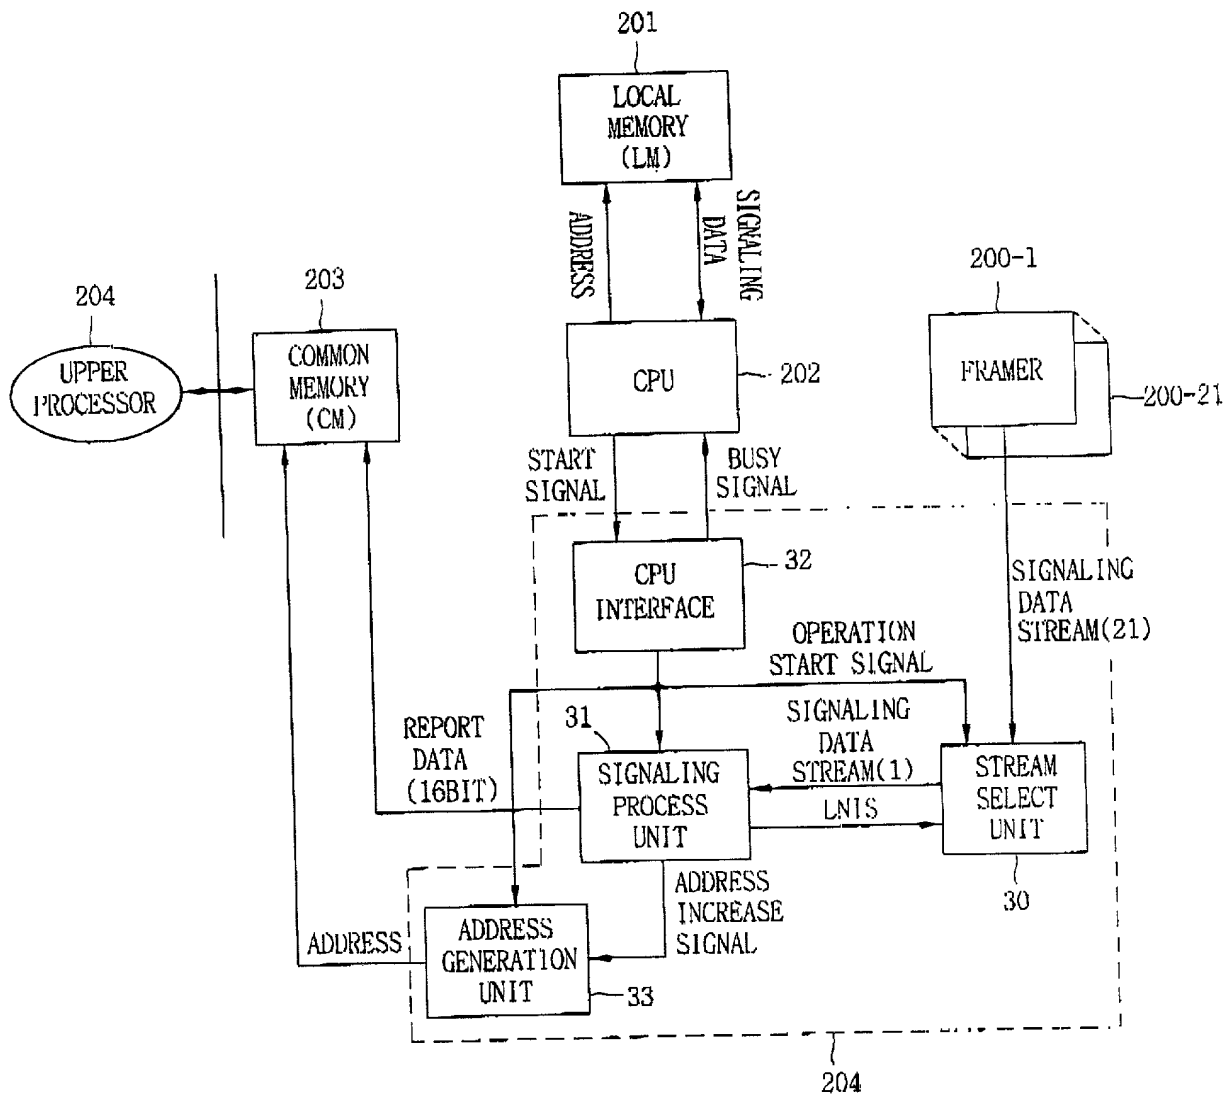 201
LOCAL
MEMORY
(LM)
ADDRESS
SIGNALING
DATA
200-1
204
203
UPPER
PROCESSOR
COMMON
MEMORY
(CM)
CPU
202
FRAMER
200-21
START
SIGNAL
BUSY
SIGNAL
CPU
INTERFACE
32
SIGNALING
DATA
STREAM(21)
OPERATION
START SIGNAL
REPORT
DATA
(16BIT)
31
SIGNALING
PROCESS
UNIT
SIGNALING
DATA
STREAM(1)
LNIS
STREAM
SELECT
UNIT
30
ADDRESS
INCREASE
SIGNAL
ADDRESS
ADDRESS
GENERATION
UNIT
33
204